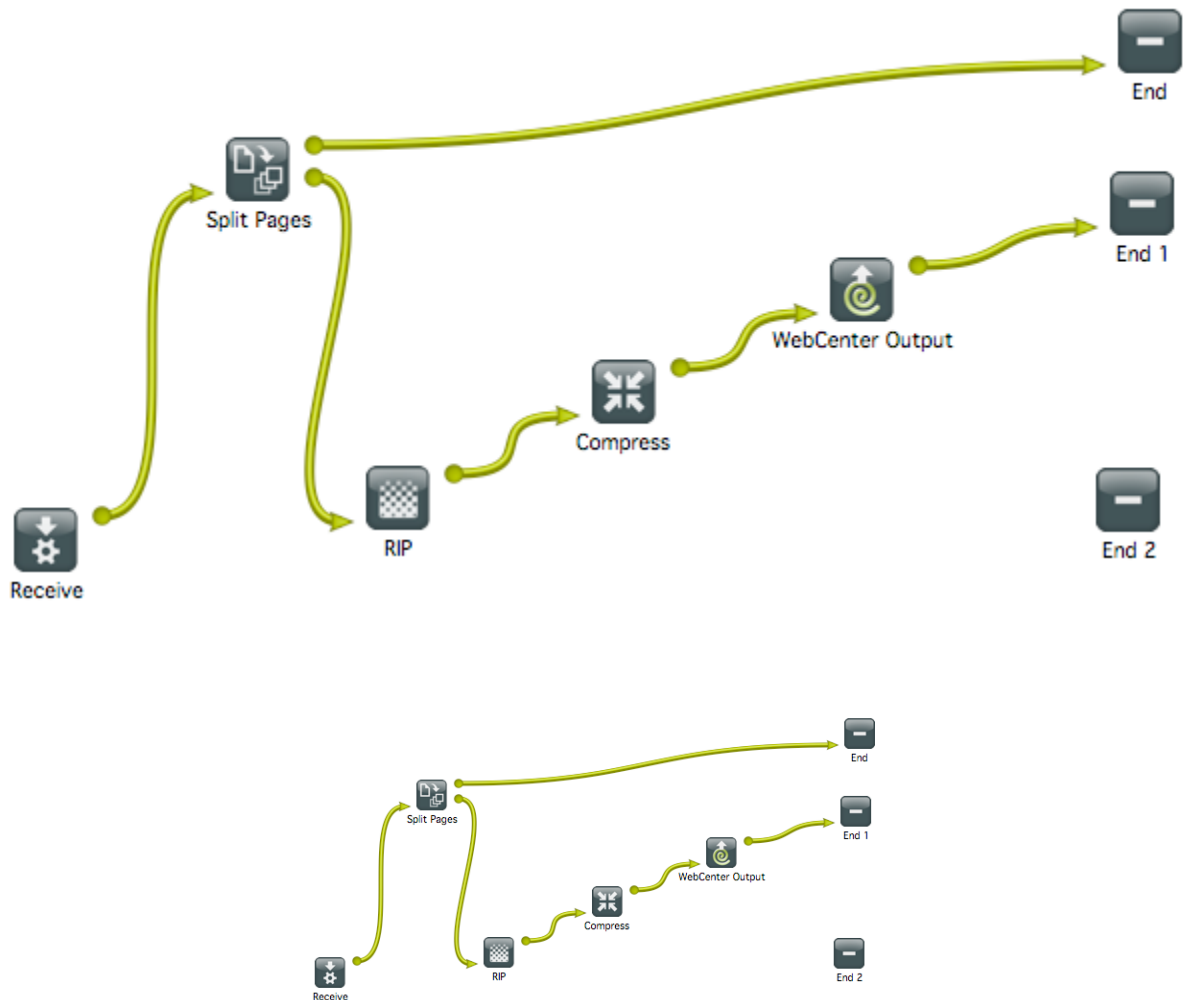 End
Split Pages
End 1
WebCenter Output
Compress
RIP
End 2
Receive
End
Split Pages
End 1
WebCenter Output
Compress
RIP
End 2
Receive